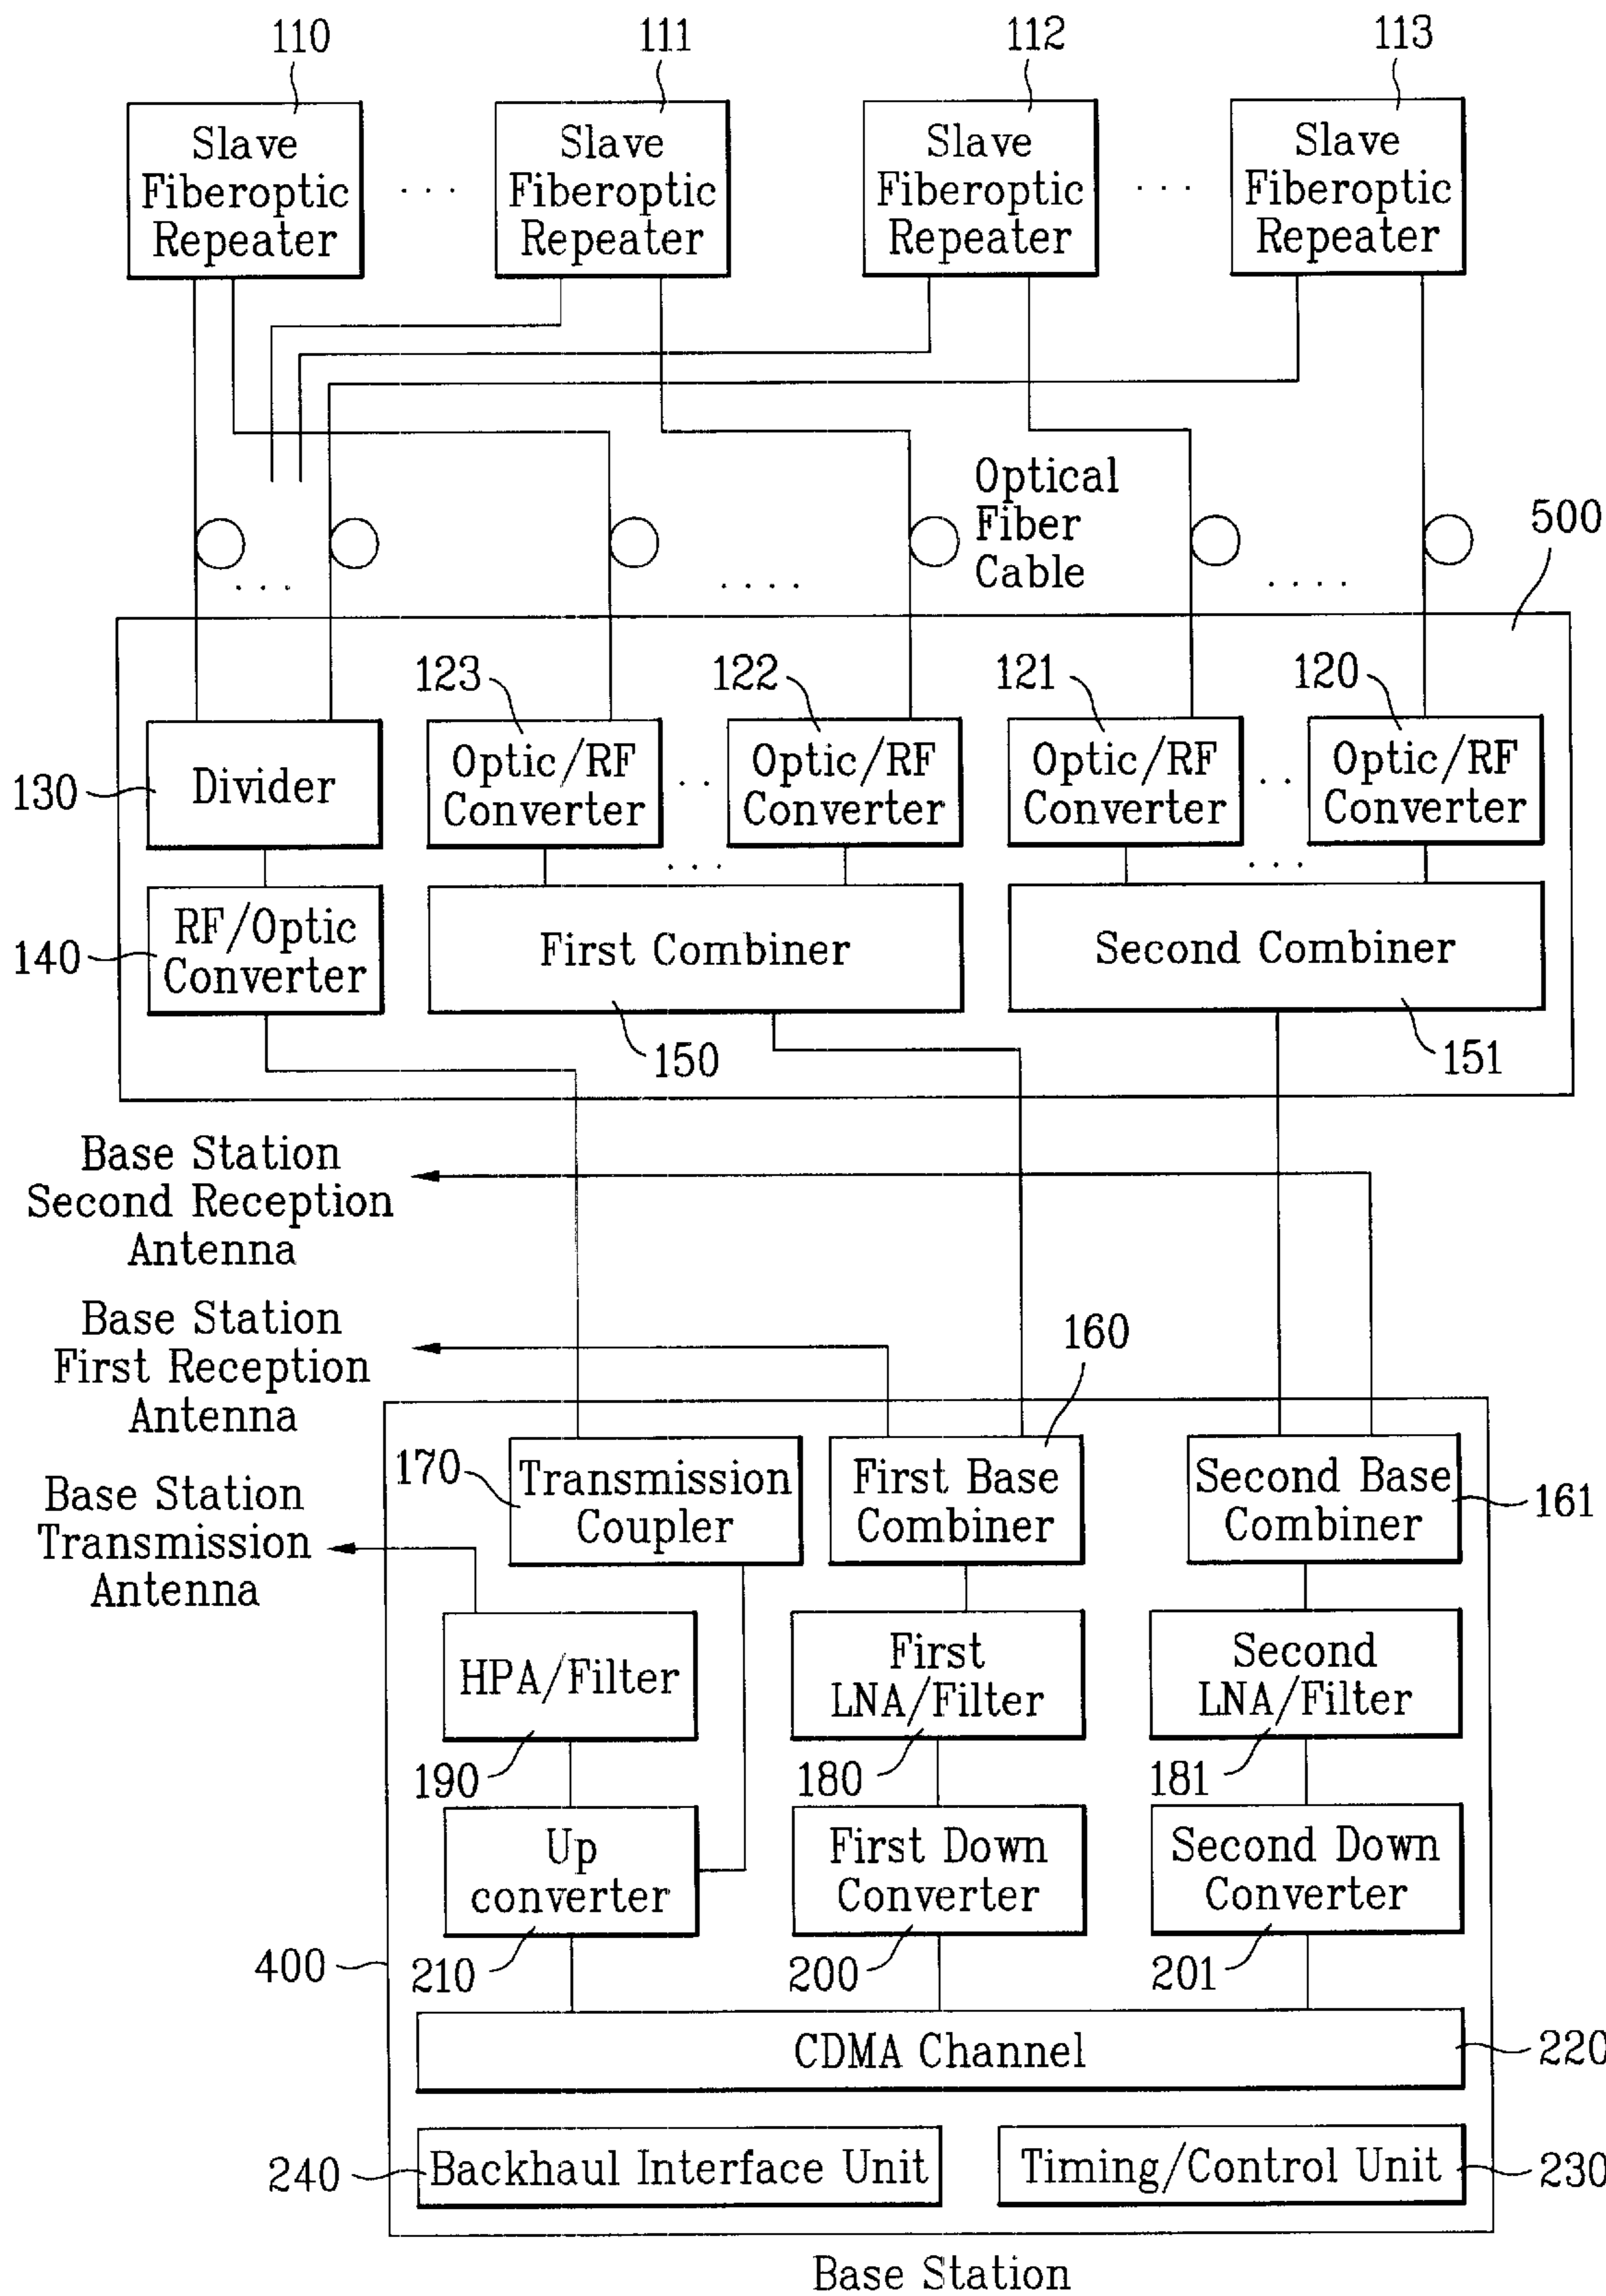 110
111
112
113
Slave
Fiberoptic
Repeater
. . .
Slave
Fiberoptic
Repeater
Slave
Fiberoptic
Repeater
. . .
Slave
Fiberoptic
Repeater
Optical
Fiber
Cable
500
. . .
. . . .
. . . .
123
122
121
120
130
Divider
Optic/RF
Converter
. .
Optic/RF
Converter
Optic/RF
Converter
. .
Optic/RF
Converter
. . .
. . .
140
RF/Optic
Converter
First Combiner
Second Combiner
150
151
Base Station
Second Reception
Antenna
Base Station
First Reception
Antenna
160
Base Station
Transmission
Antenna
170
Transmission
Coupler
First Base
Combiner
Second Base
Combiner
161
HPA/Filter
First
LNA/Filter
Second
LNA/Filter
190
180
181
Up
converter
First Down
Converter
Second Down
Converter
400
210
200
201
CDMA Channel
220
240
Backhaul Interface Unit
Timing/Control Unit
230
Base Station